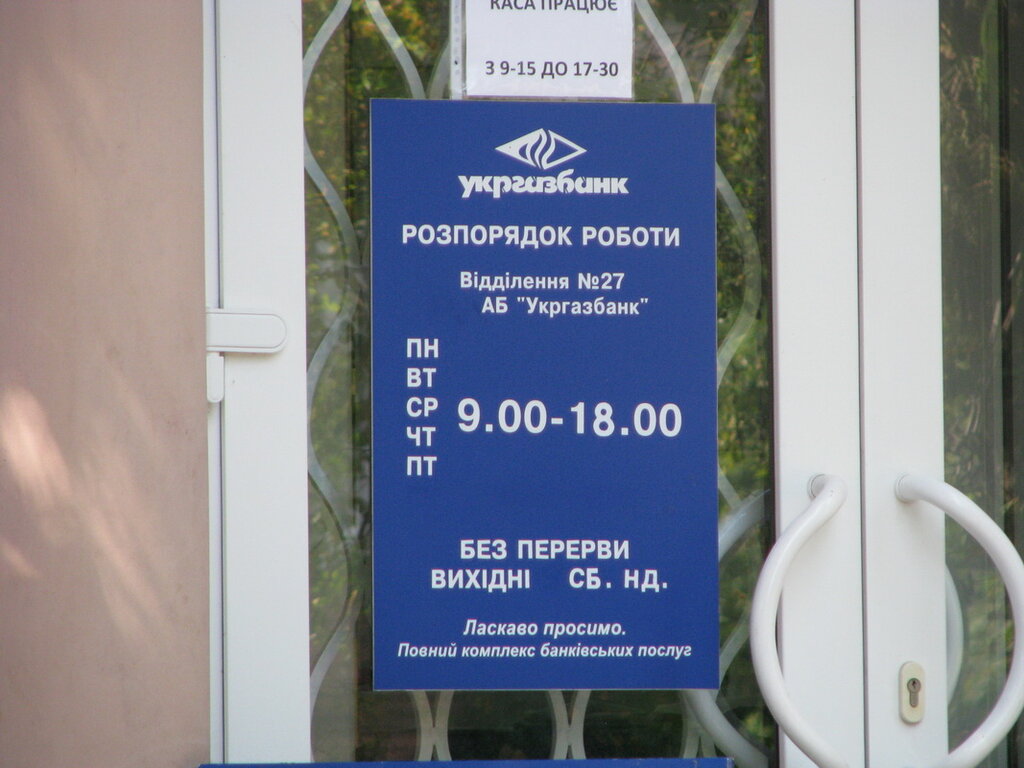 КАСА ПРАЦЮЄ
З 9-15 ДО 17-30
укргазбанк
РОЗПОРЯДОК РОБОТИ
Відділення №27
АБ "Укргазбанк"
ПН
ВТ
СР
ЧТ
ПТ
9.00-18.00
БЕЗ ПЕРЕРВИ
ВИХІДНІ СБ. НД.
Ласкаво просимо.
Повний комплекс банківських послуг